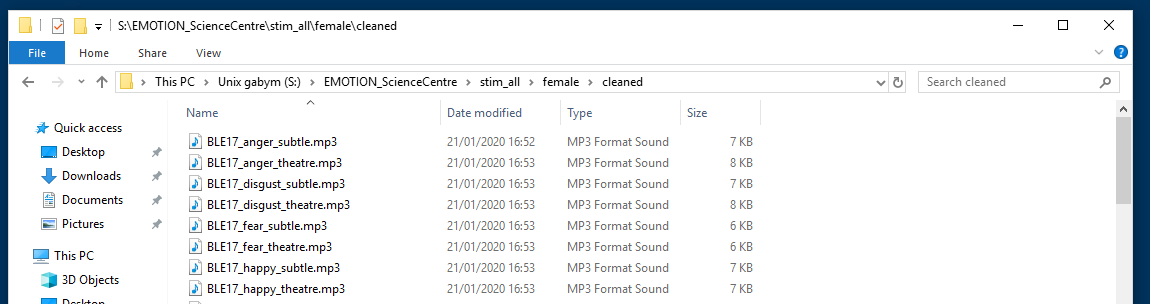 S:\EMOTION_ScienceCentre\stim_all\female\cleaned
File Home Share View
This PC Unix gabym (S:) EMOTION_ScienceCentre stim_all female cleaned Search cleaned
Name Date modified Type Size
Quick access
Desktop
Downloads
Documents
Pictures
This PC
3D Objects
Desktop
BLE17_anger_subtle.mp3 21/01/2020 16:52 MP3 Format Sound 7 KB
BLE17_anger_theatre.mp3 21/01/2020 16:53 MP3 Format Sound 8 KB
BLE17_disgust_subtle.mp3 21/01/2020 16:53 MP3 Format Sound 7 KB
BLE17_disgust_theatre.mp3 21/01/2020 16:53 MP3 Format Sound 8 KB
BLE17_fear_subtle.mp3 21/01/2020 16:53 MP3 Format Sound 6 KB
BLE17_fear_theatre.mp3 21/01/2020 16:53 MP3 Format Sound 6 KB
BLE17_happy_subtle.mp3 21/01/2020 16:53 MP3 Format Sound 7 KB
BLE17_happy_theatre.mp3 21/01/2020 16:53 MP3 Format Sound 7 KB